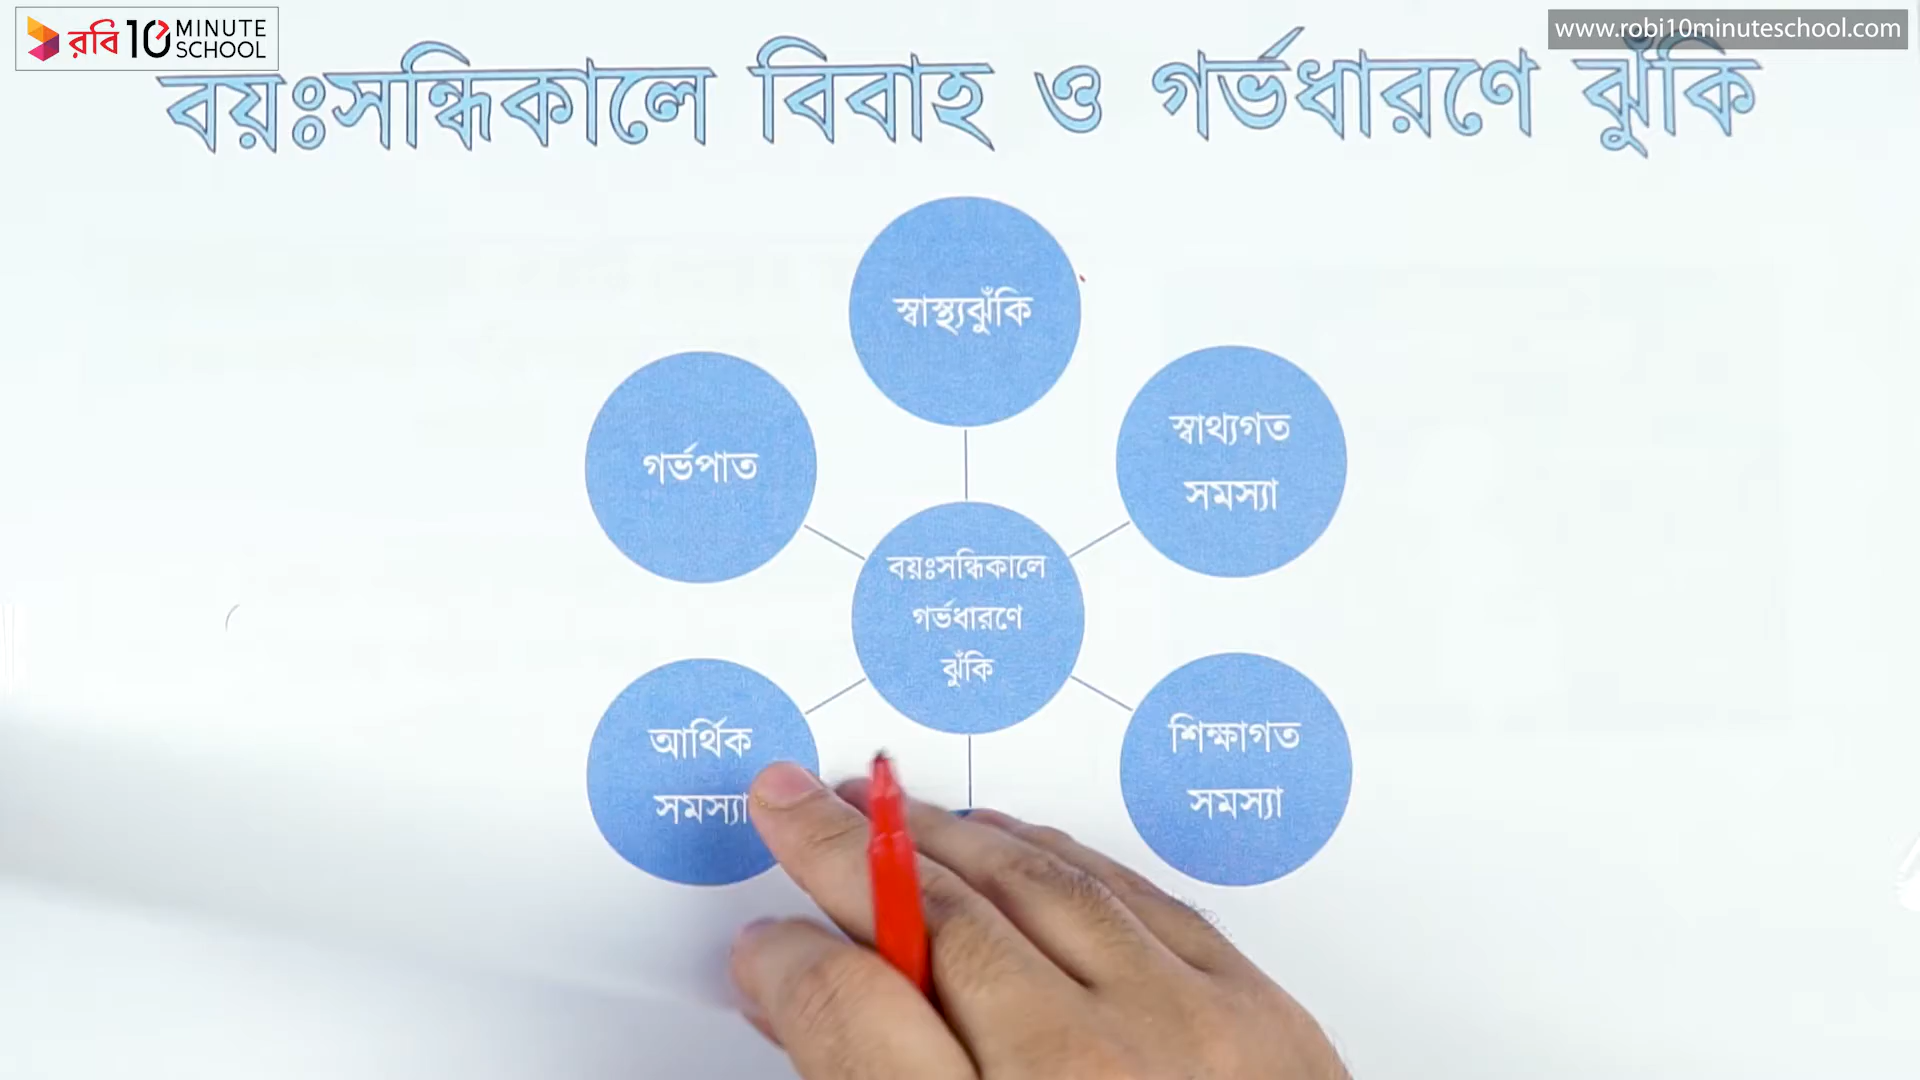 রবি 10 MINUTE SCHOOL
www.robi10minuteschool.com
বয়ঃসন্ধিকালে বিবাহ ও গর্ভধারণে ঝুঁকি
স্বাস্থ্যঝুঁকি
স্বাথ্যগত
সমস্যা
গর্ভপাত
বয়ঃসন্ধিকালে
গর্ভধারণে
ঝুঁকি
আর্থিক
সমস্যা
শিক্ষাগত
সমস্যা